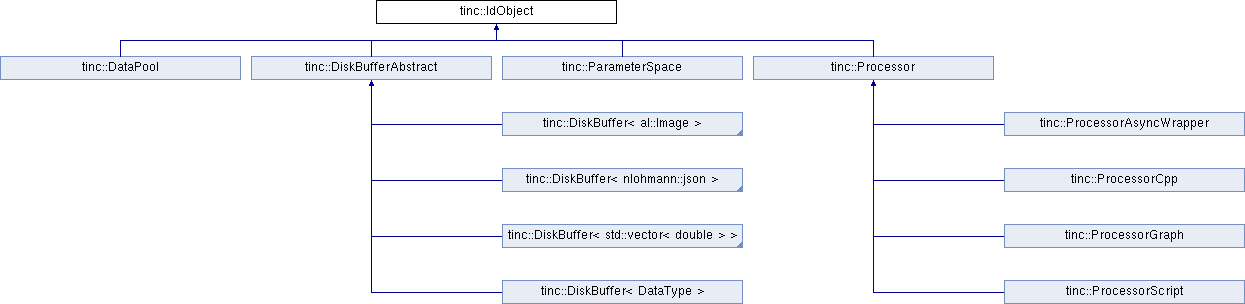 tinc::IdObject
tinc::DataPool
tinc::DiskBufferAbstract
tinc::ParameterSpace
tinc::Processor
tinc::DiskBuffer< al::Image >
tinc::ProcessorAsyncWrapper
tinc::DiskBuffer< nlohmann::json >
tinc::ProcessorCpp
tinc::DiskBuffer< std::vector< double > >
tinc::ProcessorGraph
tinc::DiskBuffer< DataType >
tinc::ProcessorScript